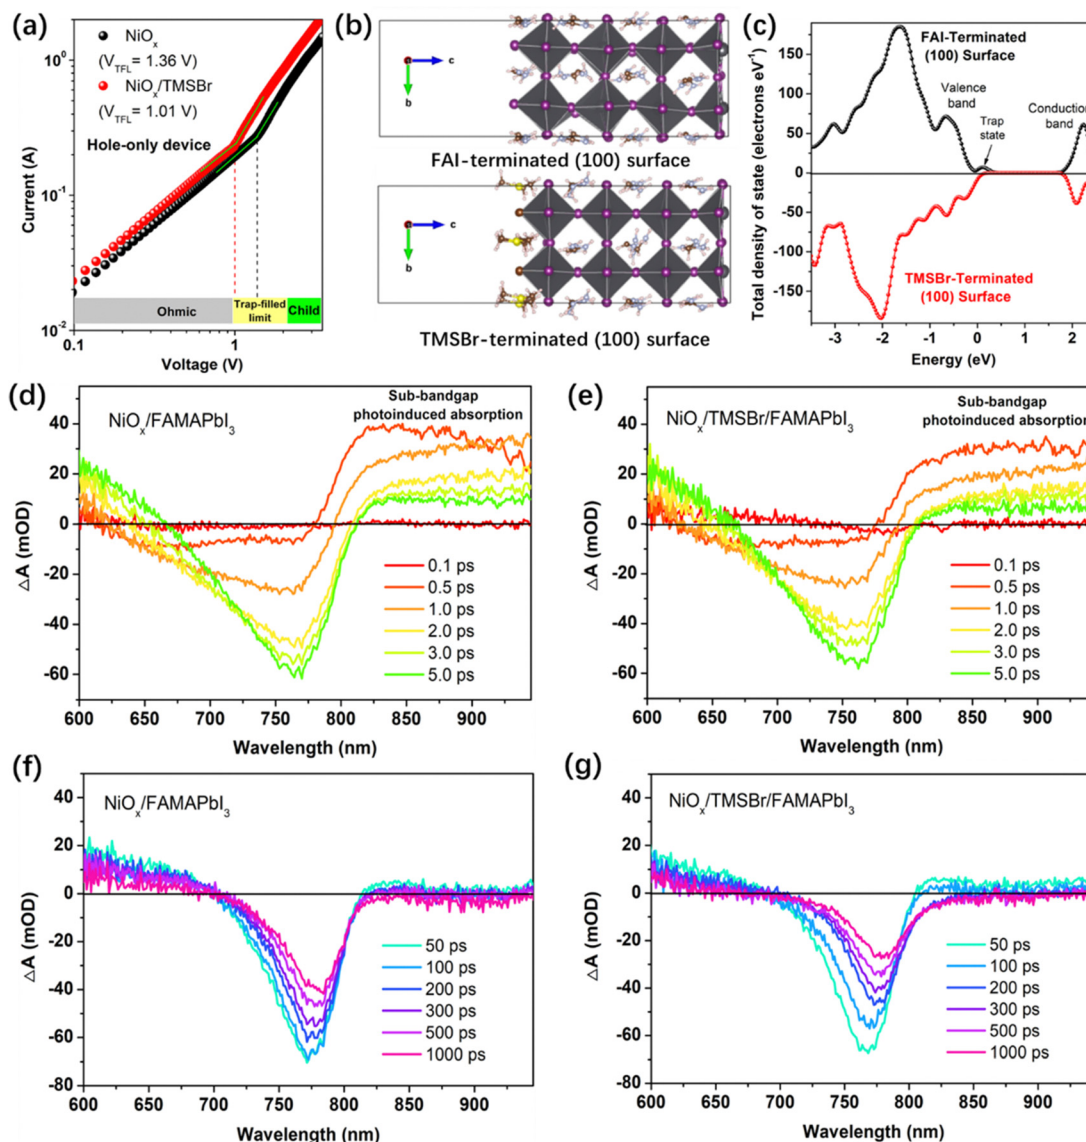 (a)
NiOx
(VTFL= 1.36 V)
NiOx/TMSBr
(VTFL= 1.01 V)
Hole-only device
Ohmic
Trap-filled
limit
Child
10^0
10^-1
10^-2
Current (A)
0.1
1
Voltage (V)
(b)
c
b
FAI-terminated (100) surface
c
b
TMSBr-terminated (100) surface
(c)
FAI-Terminated
(100) Surface
Valence
band
Trap
state
Conduction
band
TMSBr-Terminated
(100) Surface
Total density of state (electrons eV^-1)
150
100
50
0
-50
-100
-150
-3
-2
-1
0
1
2
Energy (eV)
(d)
NiOx/FAMAPbI3
Sub-bandgap
photoinduced absorption
0.1 ps
0.5 ps
1.0 ps
2.0 ps
3.0 ps
5.0 ps
△A (mOD)
40
20
0
-20
-40
-60
600
650
700
750
800
850
900
Wavelength (nm)
(e)
NiOx/TMSBr/FAMAPbI3
Sub-bandgap
photoinduced absorption
0.1 ps
0.5 ps
1.0 ps
2.0 ps
3.0 ps
5.0 ps
△A (mOD)
40
20
0
-20
-40
-60
600
650
700
750
800
850
900
Wavelength (nm)
(f)
NiOx/FAMAPbI3
50 ps
100 ps
200 ps
300 ps
500 ps
1000 ps
△A (mOD)
40
20
0
-20
-40
-60
-80
600
650
700
750
800
850
900
Wavelength (nm)
(g)
NiOx/TMSBr/FAMAPbI3
50 ps
100 ps
200 ps
300 ps
500 ps
1000 ps
△A (mOD)
40
20
0
-20
-40
-60
-80
600
650
700
750
800
850
900
Wavelength (nm)